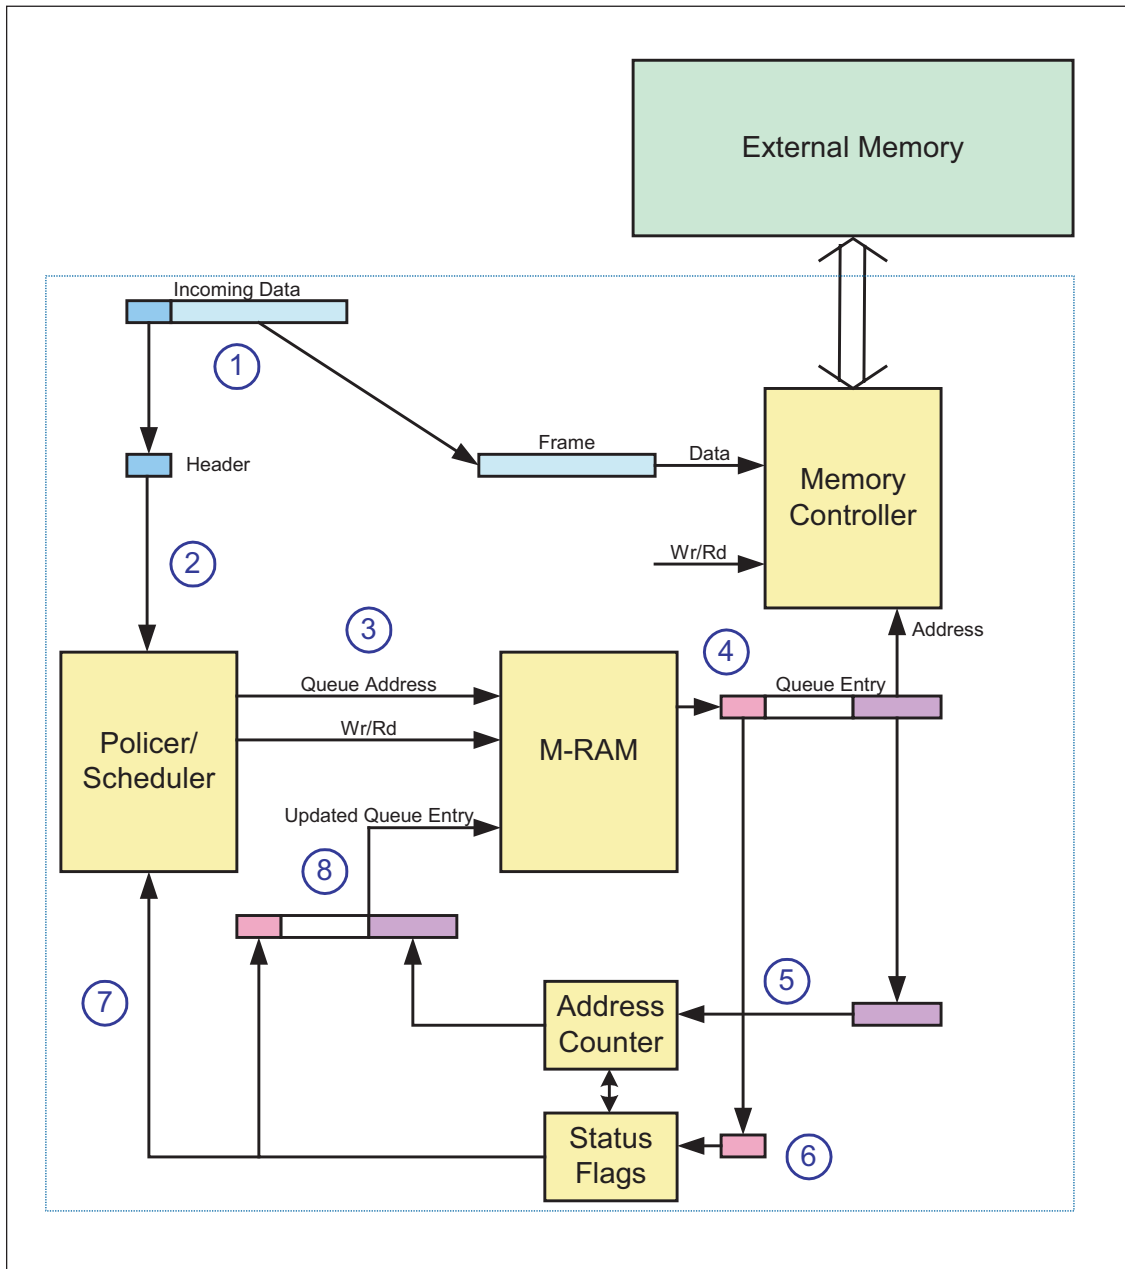 External Memory
Incoming Data
1
Header
Frame
Data
Memory
Controller
Wr/Rd
2
3
4
Address
Queue Address
Queue Entry
Wr/Rd
Policer/
Scheduler
M-RAM
Updated Queue Entry
8
7
5
Address
Counter
Status
Flags
6